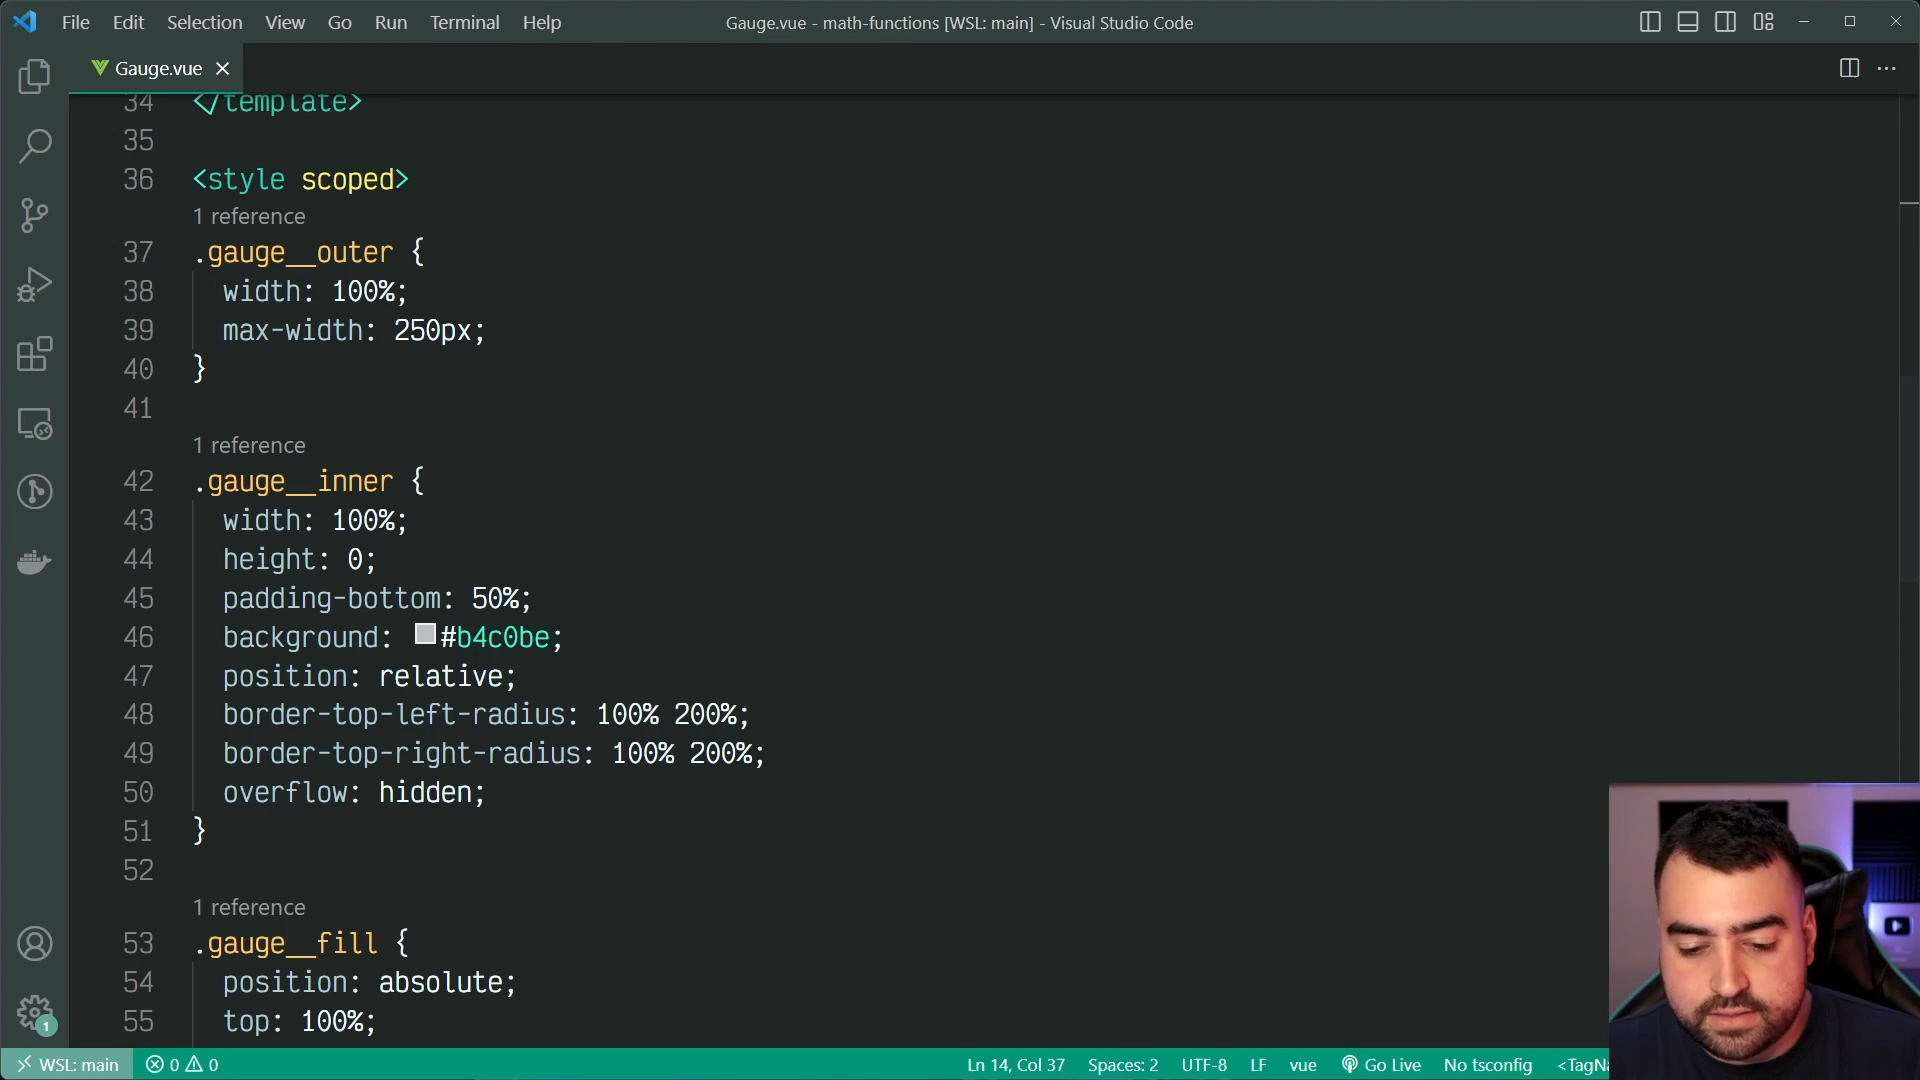 File Edit Selection View Go Run Terminal Help
Gauge.vue - math-functions [WSL: main] - Visual Studio Code
Gauge.vue
34 </template>
35
36 <style scoped>
1 reference
37 .gauge__outer {
38 width: 100%;
39 max-width: 250px;
40 }
41
1 reference
42 .gauge__inner {
43 width: 100%;
44 height: 0;
45 padding-bottom: 50%;
46 background: #b4c0be;
47 position: relative;
48 border-top-left-radius: 100% 200%;
49 border-top-right-radius: 100% 200%;
50 overflow: hidden;
51 }
52
1 reference
53 .gauge__fill {
54 position: absolute;
55 top: 100%;
1
WSL: main 0 0 Ln 14, Col 37 Spaces: 2 UTF-8 LF vue Go Live No tsconfig <TagNa